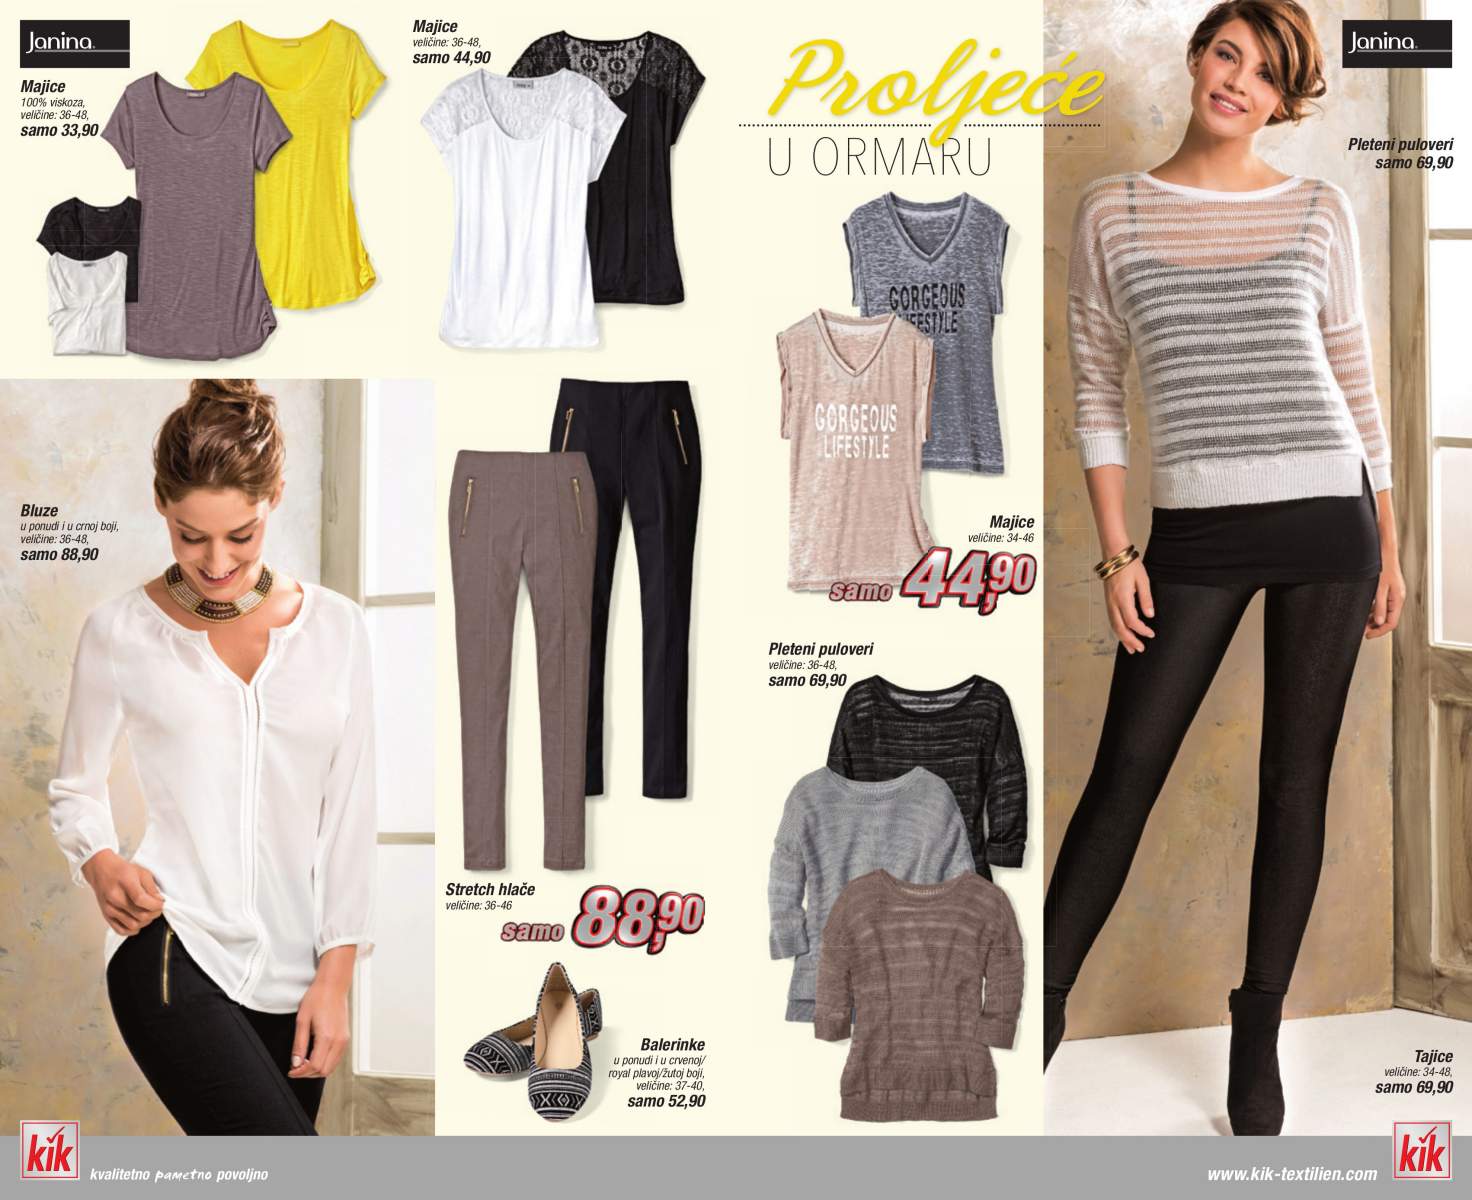 Janina
Majice
100% viskoza,
veličine: 36-48,
samo 33,90
Majice
veličine: 36-48,
samo 44,90
Bluze
u ponudi i u crnoj boji,
veličine: 36-48,
samo 88,90
Stretch hlače
veličine: 36-46
samo 88,90
Balerinke
u ponudi i u crvenoj/
royal plavoj/žutoj boji,
veličine: 37-40,
samo 52,90
Proljeće
U ORMARU
GORGEOUS
LIFESTYLE
GORGEOUS
LIFESTYLE
Majice
veličine: 34-46
samo 44,90
Pleteni puloveri
veličine: 36-48,
samo 69,90
Janina
Pleteni puloveri
samo 69,90
Tajice
veličine: 34-48,
samo 69,90
kik
kvalitetno pametno povoljno
www.kik-textilien.com
kik